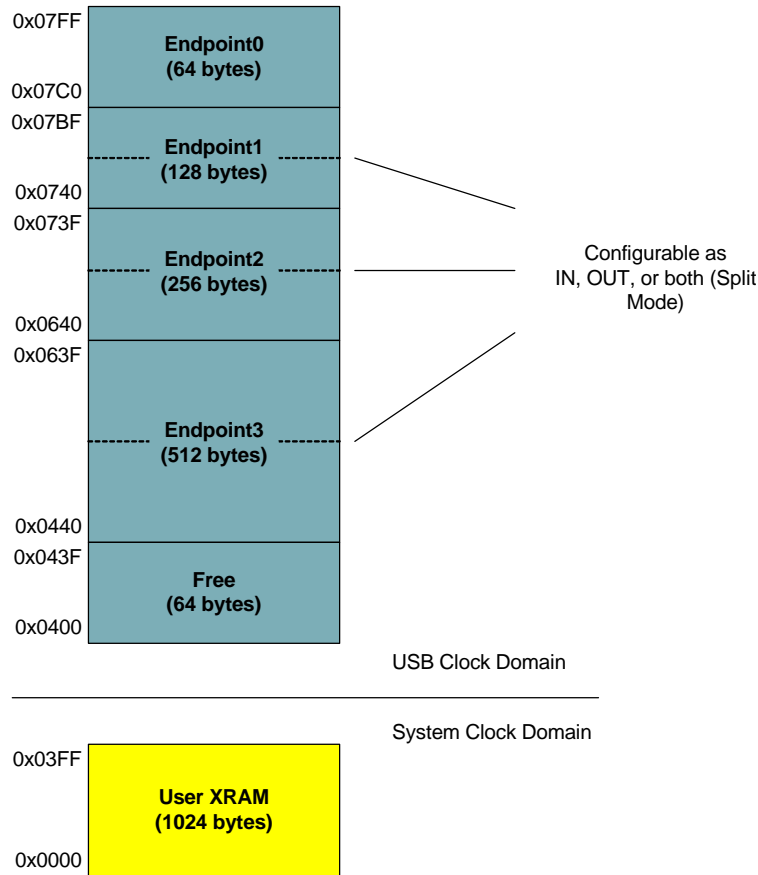 0x07FF
Endpoint0
(64 bytes)
0x07C0
0x07BF
Endpoint1
(128 bytes)
0x0740
0x073F
Endpoint2
(256 bytes)
0x0640
0x063F
Endpoint3
(512 bytes)
0x0440
0x043F
Free
(64 bytes)
0x0400
Configurable as
IN, OUT, or both (Split
Mode)
USB Clock Domain
System Clock Domain
0x03FF
User XRAM
(1024 bytes)
0x0000